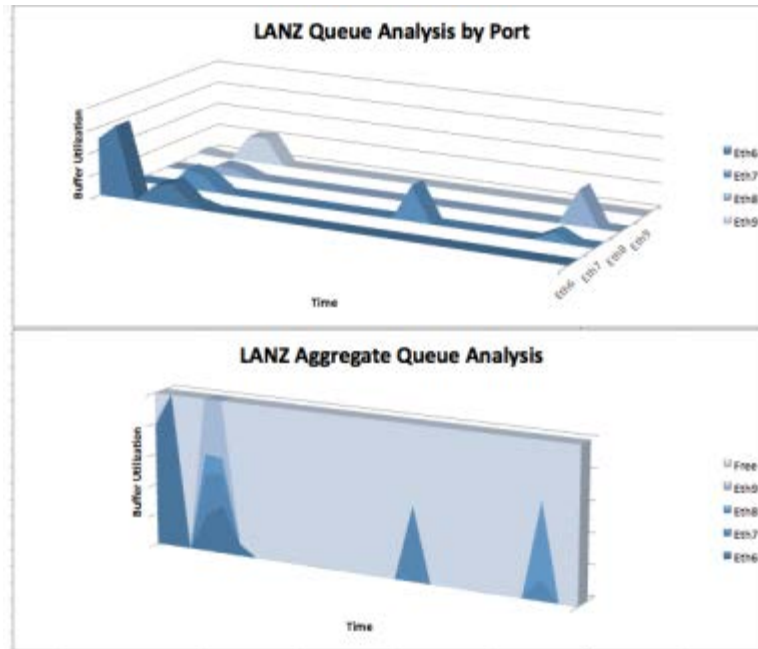 LANZ Queue Analysis by Port
Buffer Utilization
Eth6
Eth7
Eth8
Eth9
Eth6
Eth7
Eth8
Eth9
Time
LANZ Aggregate Queue Analysis
Buffer Utilization
Free
Eth9
Eth8
Eth7
Eth6
Time